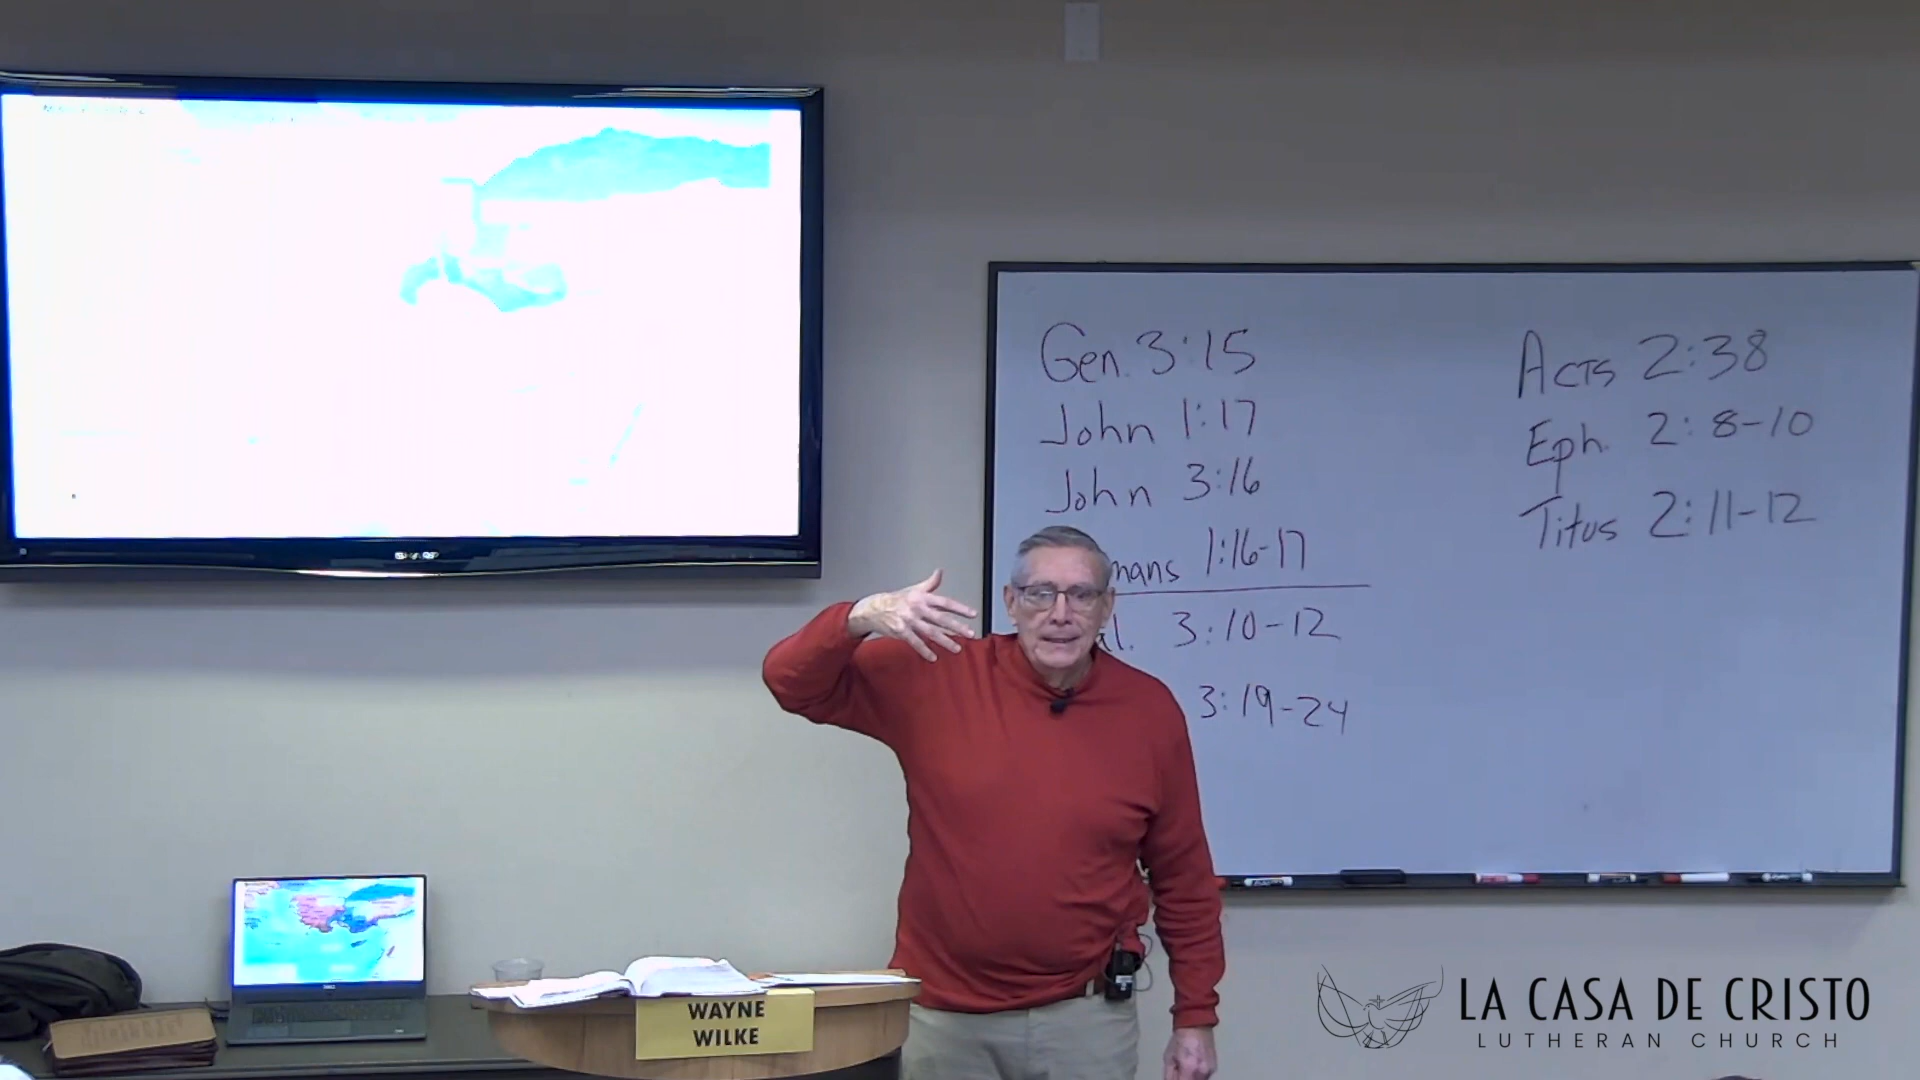 Gen. 3:15
John 1:17
John 3:16
mans 1:16-17
al. 3:10-12
3:19-24
Acts 2:38
Eph. 2:8-10
Titus 2:11-12
SHARP
DELL
WAYNE
WILKE
LA CASA DE CRISTO
LUTHERAN CHURCH